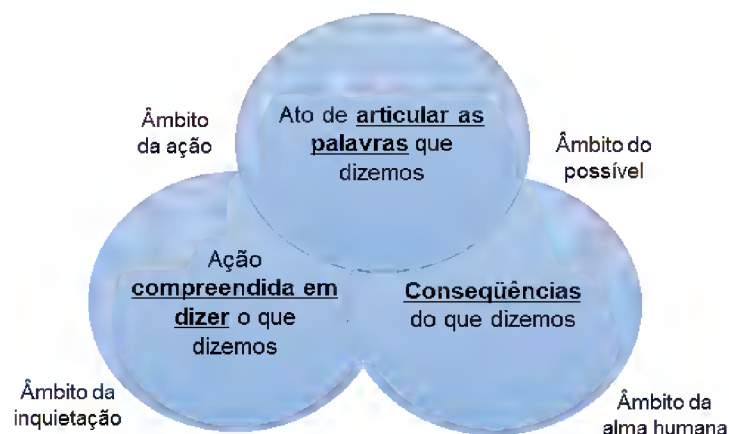 Âmbito
da ação
Ato de articular as
palavras que
dizemos
Âmbito do
possível
Ação
compreendida em
dizer o que
dizemos
Conseqüências
do que dizemos
Âmbito da
inquietação
Âmbito da
alma humana